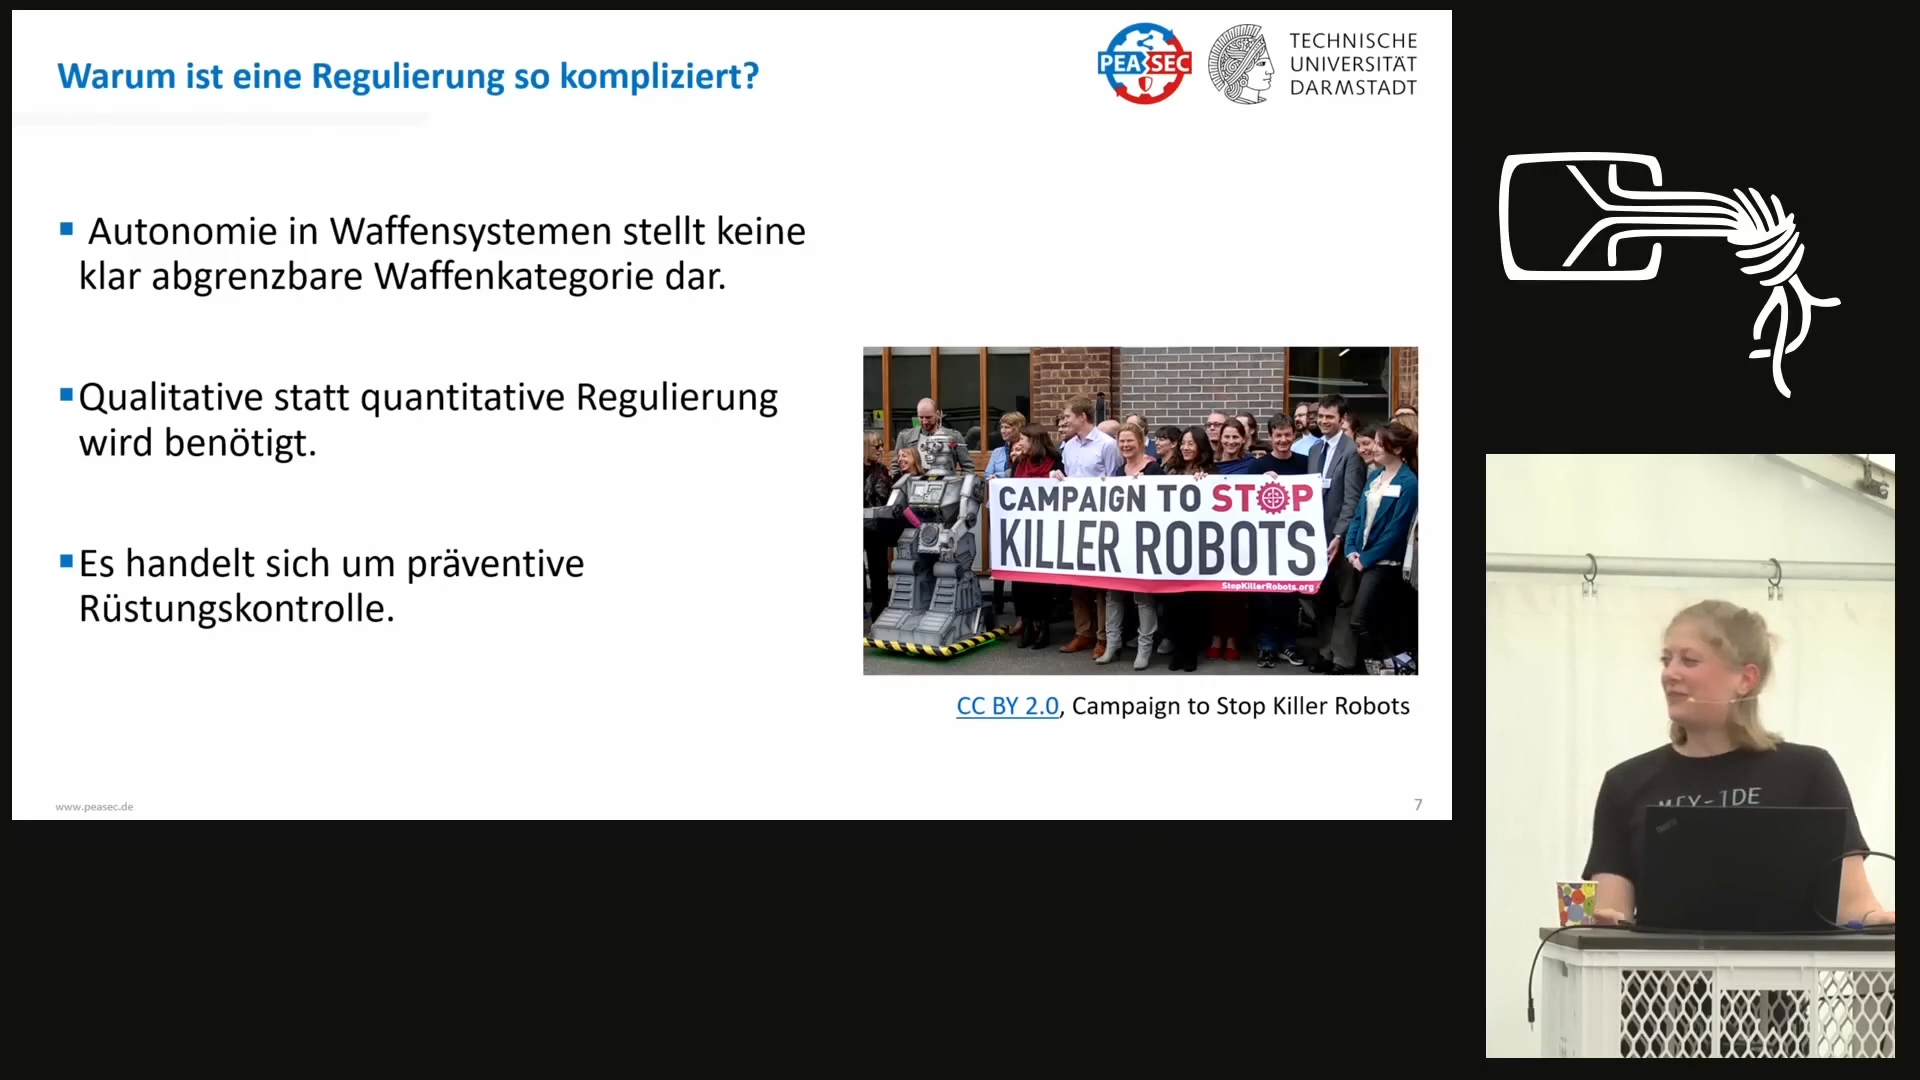 Warum ist eine Regulierung so kompliziert?
PEASEC
TECHNISCHE
UNIVERSITÄT
DARMSTADT
Autonomie in Waffensystemen stellt keine
klar abgrenzbare Waffenkategorie dar.
Qualitative statt quantitative Regulierung
wird benötigt.
Es handelt sich um präventive
Rüstungskontrolle.
CAMPAIGN TO STOP
KILLER ROBOTS
StopKillerRobots.org
CC BY 2.0, Campaign to Stop Killer Robots
www.peasec.de
7